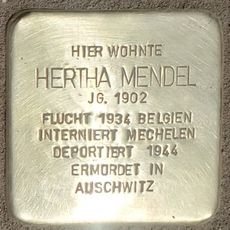 HIER WOHNTE
HERTHA MENDEL
JG. 1902
FLUCHT 1934 BELGIEN
INTERNIERT MECHELEN
DEPORTIERT 1944
ERMORDET IN
AUSCHWITZ